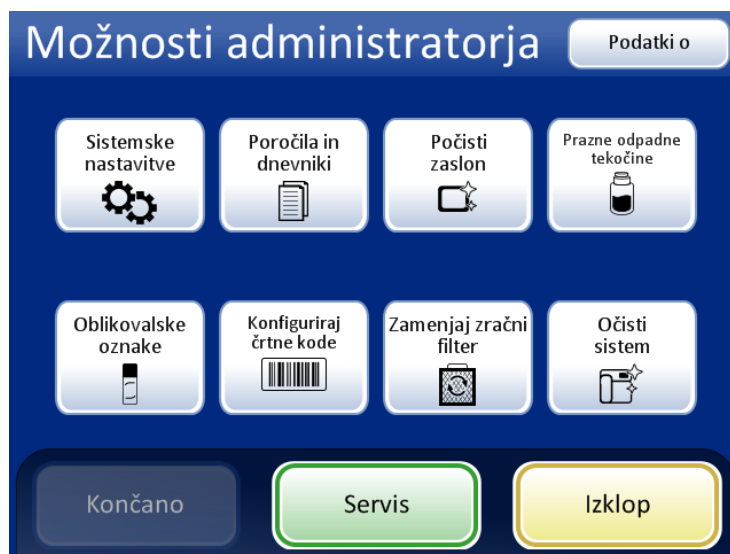 Možnosti administratorja
Podatki o
Sistemske
nastavitve
Poročila in
dnevniki
Počisti
zaslon
Prazne odpadne
tekočine
Oblikovalske
oznake
Konfiguriraj
črtne kode
Zamenjaj zračni
filter
Očisti
sistem
Končano
Servis
Izklop